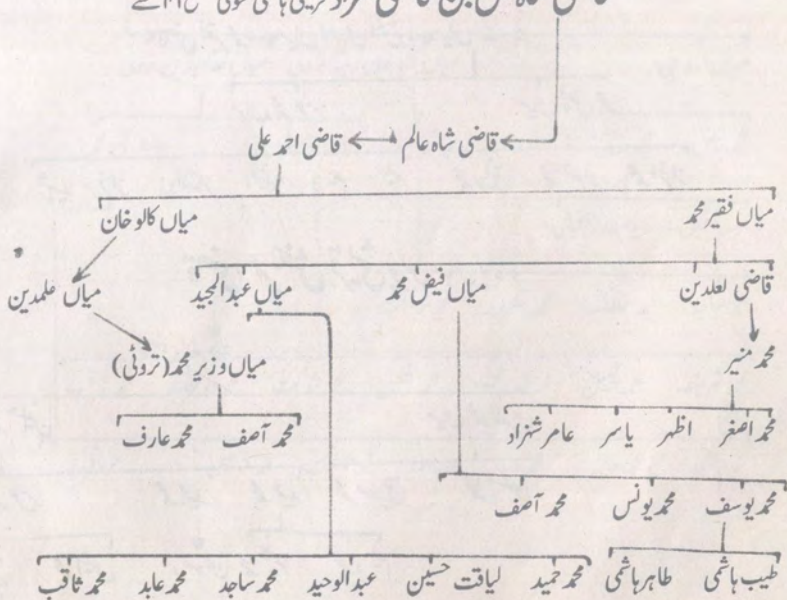 قاضی شاہ عالم قاضی احمد علی
میاں فقیر محمد میاں کالو خان
قاضی لعلدین میاں فیض محمد میاں عبدالمجید میاں علمدین
محمد منیر میاں وزیر محمد (تروٹی)
محمد اصغر اظہر یاسر عامر شہزاد محمد آصف محمد عارف
محمد یوسف محمد یونس محمد آصف
طیب ہاشمی طاہر ہاشمی محمد حمید لیاقت حسین عبدالوحید محمد ساجد محمد عابد محمد ثاقب